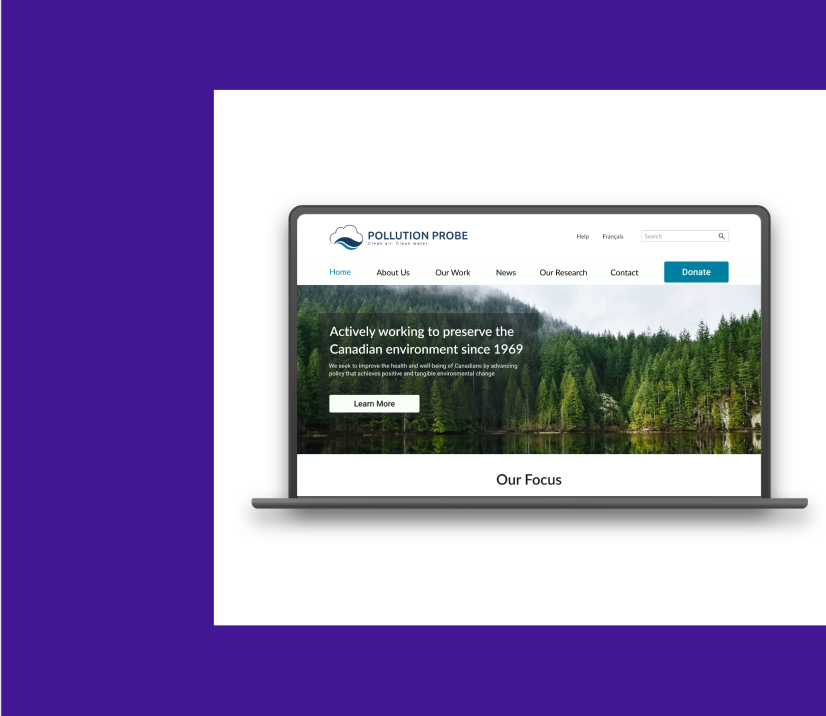 POLLUTION PROBE
Clean air. Clean water.
Help Français Search
Home About Us Our Work News Our Research Contact Donate
Actively working to preserve the
Canadian environment since 1969
We seek to improve the health and well-being of Canadians by advancing
policy that achieves positive and tangible environmental change
Learn More
Our Focus